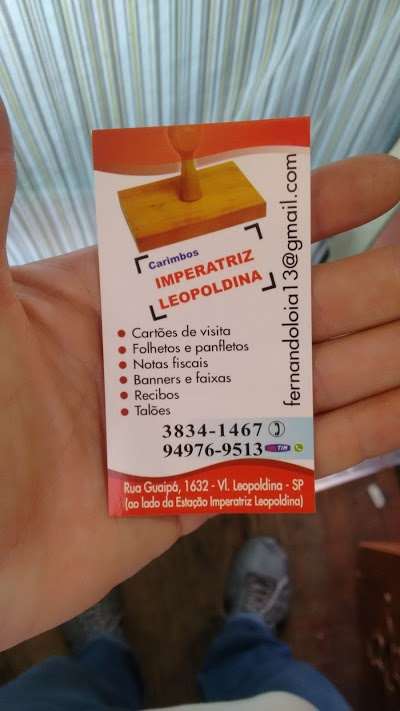 Carimbos
IMPERATRIZ
LEOPOLDINA
fernandoloia13@gmail.com
• Cartões de visita
• Folhetos e panfletos
• Notas fiscais
• Banners e faixas
• Recibos
• Talões
3834-1467
94976-9513 TIM
Rua Guaipá, 1632 - Vl. Leopoldina - SP
(ao lado da Estação Imperatriz Leopoldina)